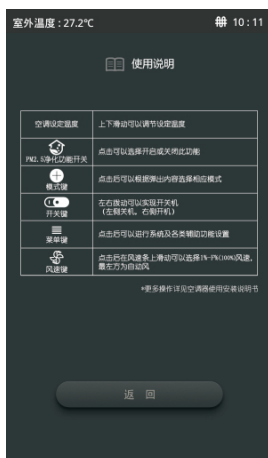 室外温度 : 27.2℃ 10 : 11
使用说明
空调设定温度 上下滑动可以调节设定温度
PM2.5净化功能开关 点击可以选择开启或关闭此功能
模式键 点击后可以根据弹出内容选择相应模式
开关键 左右拨动可以实现开关机
(左侧关机, 右侧开机)
菜单键 点击后可以进行系统及各类辅助功能设置
风速键 点击后在风速条上滑动可以选择1%-F%(100%)风速,
最左方为自动风
*更多操作详见空调器使用安装说明书
返 回